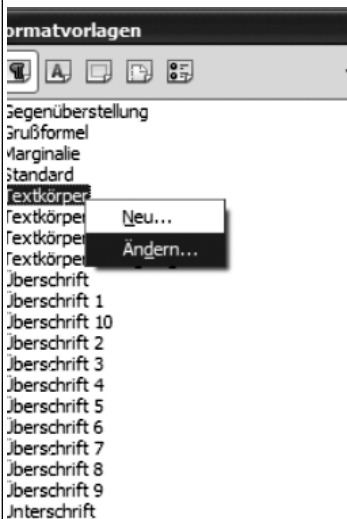 ormatvorlagen
Gegenüberstellung
Grußformel
Marginalie
Standard
Textkörper
Textkörper
Neu...
Textkörper
Ändern...
Textkörper
Überschrift
Überschrift 1
Überschrift 10
Überschrift 2
Überschrift 3
Überschrift 4
Überschrift 5
Überschrift 6
Überschrift 7
Überschrift 8
Überschrift 9
Unterschrift